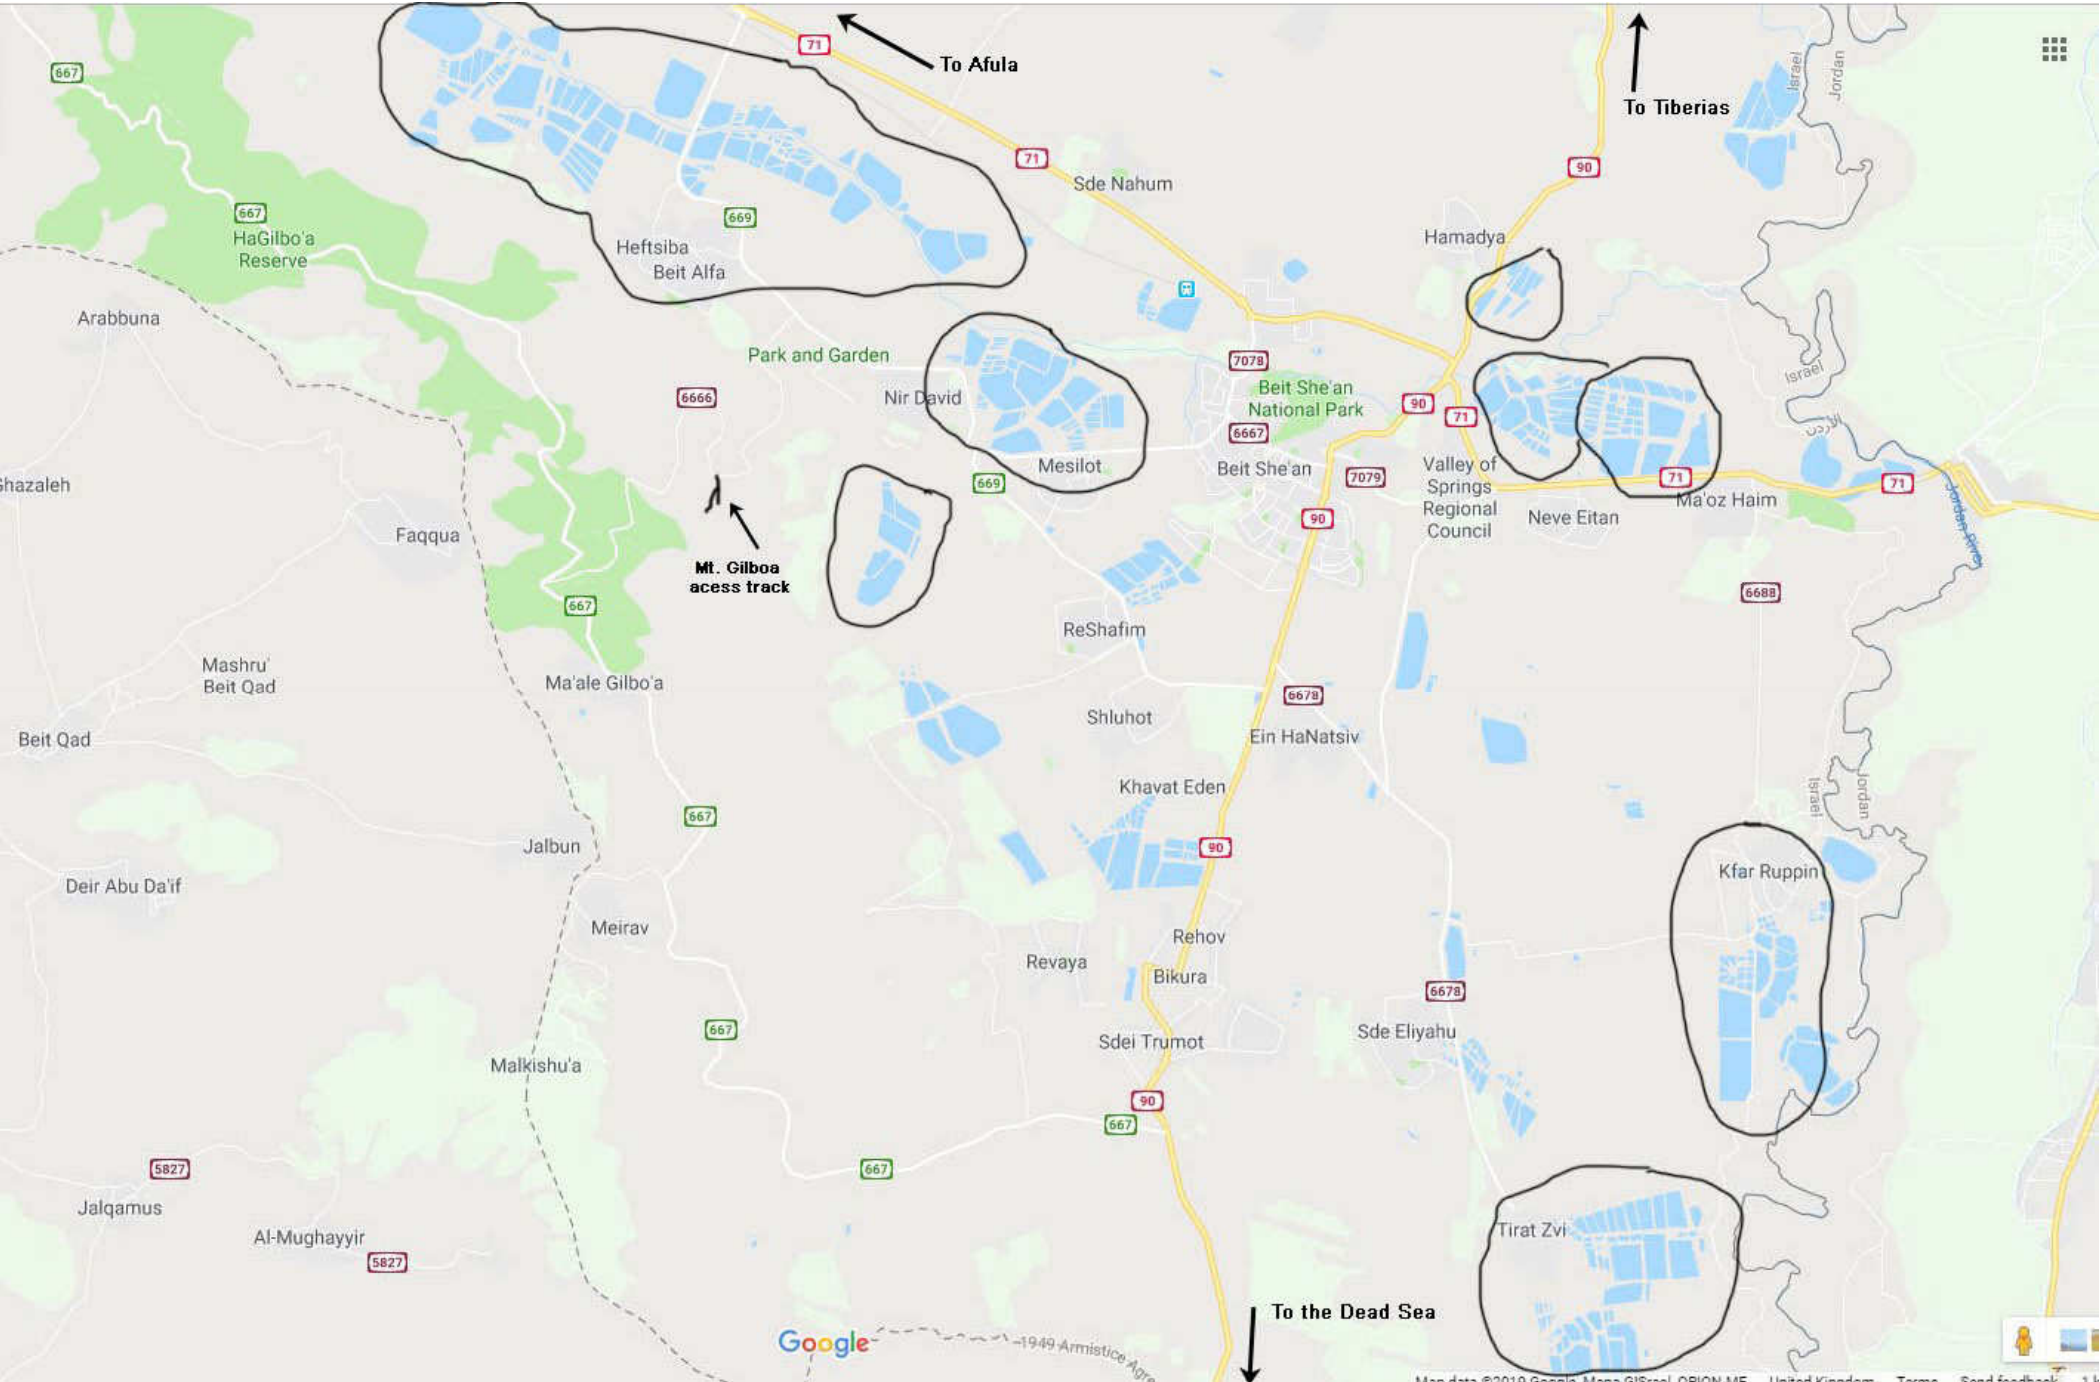 71
To Afula
667
To Tiberias
Israel
Jordan
71
90
Sde Nahum
667
HaGilbo'a
Reserve
669
Heftsiba
Beit Alfa
Hamadya
Arabbuna
Park and Garden
7078
Israel
6666
Nir David
Beit She'an
National Park
90
71
6667
Mesilot
Beit She'an
7079
Valley of
Springs
Regional
Council
71
Ma'oz Haim
71
669
90
Neve Eitan
Faqqua
Mt. Gilboa
acess track
667
6688
ReShafim
Mashru'
Beit Qad
Ma'ale Gilbo'a
6678
Shluhot
Ein HaNatsiv
Beit Qad
Khavat Eden
Israel
Jordan
667
Jalbun
90
Kfar Ruppin
Deir Abu Da'if
Meirav
Rehov
Revaya
Bikura
6678
667
Sde Eliyahu
Sdei Trumot
Malkishu'a
90
667
5827
667
Jalqamus
Al-Mughayyir
5827
Tirat Zvi
To the Dead Sea
Google
1949 Armistice Agre